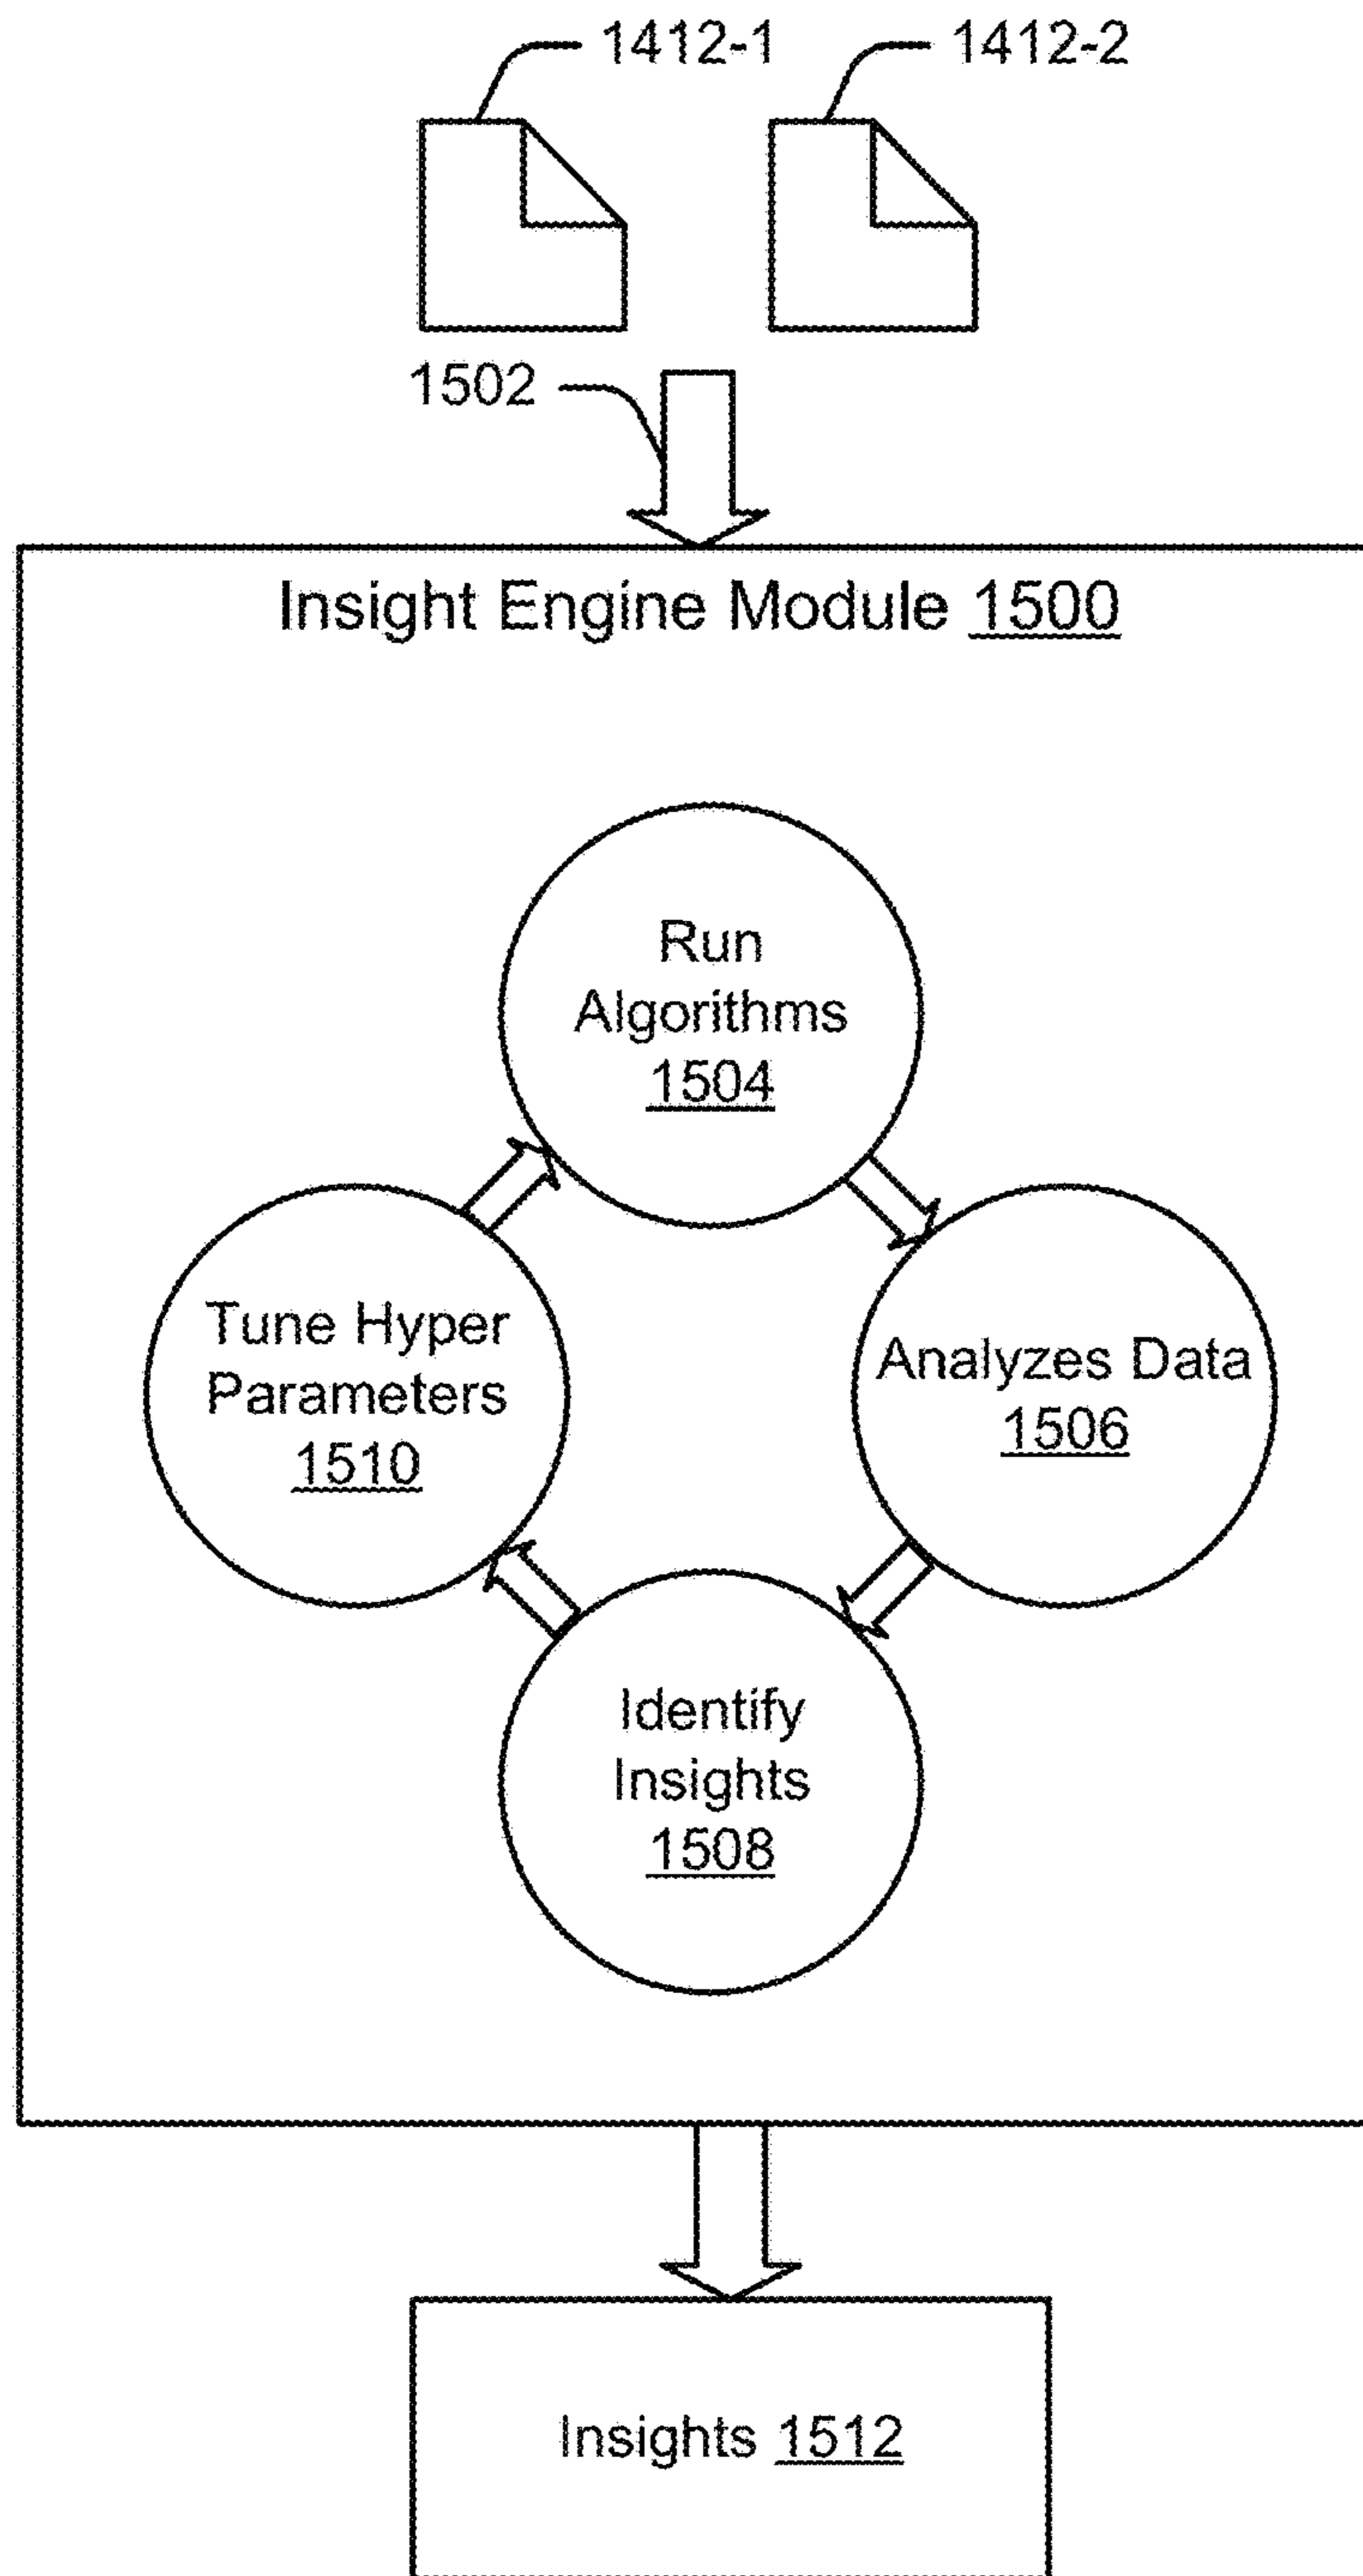 1412-1
1412-2
1502
Insight Engine Module 1500
Run
Algorithms
1504
Tune Hyper
Parameters
1510
Analyzes Data
1506
Identify
Insights
1508
Insights 1512